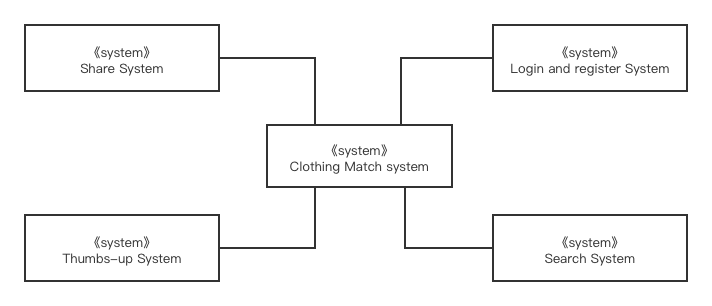 《system》
Share System
《system》
Login and register System
《system》
Clothing Match system
《system》
Thumbs-up System
《system》
Search System